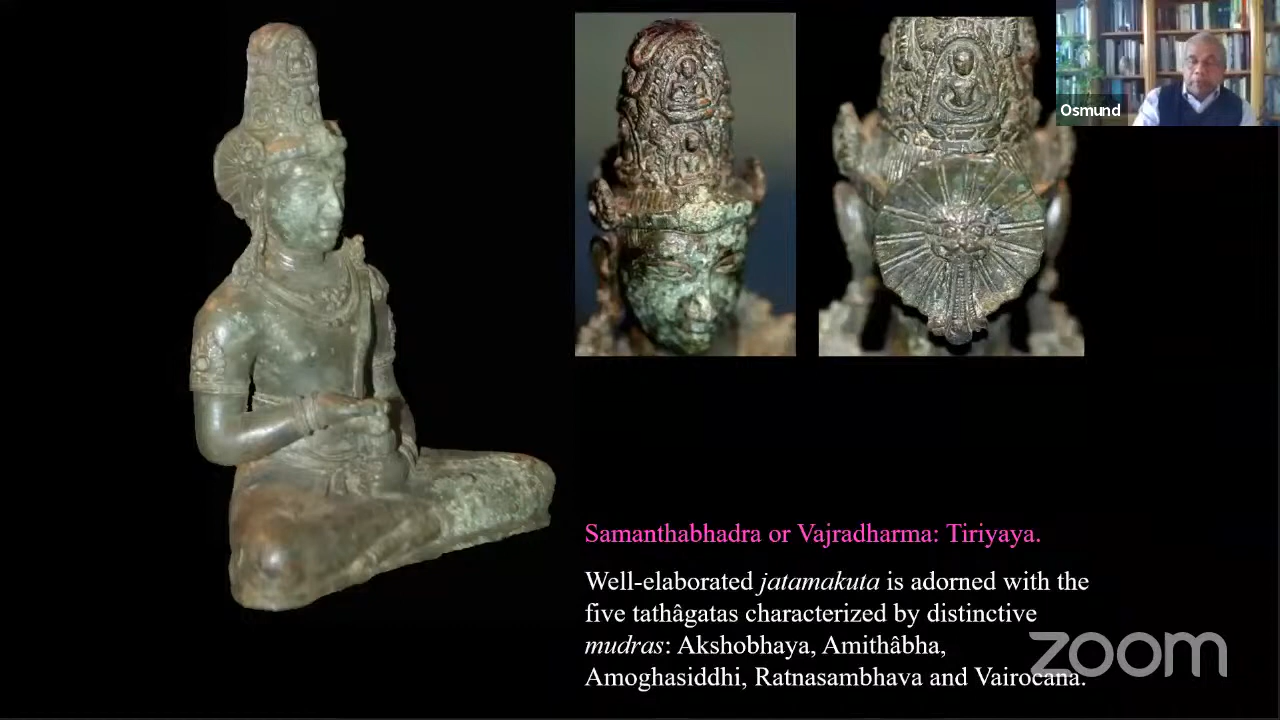 Osmund
Samanthabhadra or Vajradharma: Tiriyaya.
Well-elaborated jatamakuta is adorned with the
five tathâgatas characterized by distinctive
mudras: Akshobhaya, Amithâbha,
Amoghasiddhi, Ratnasambhava and Vairocana.
zoom